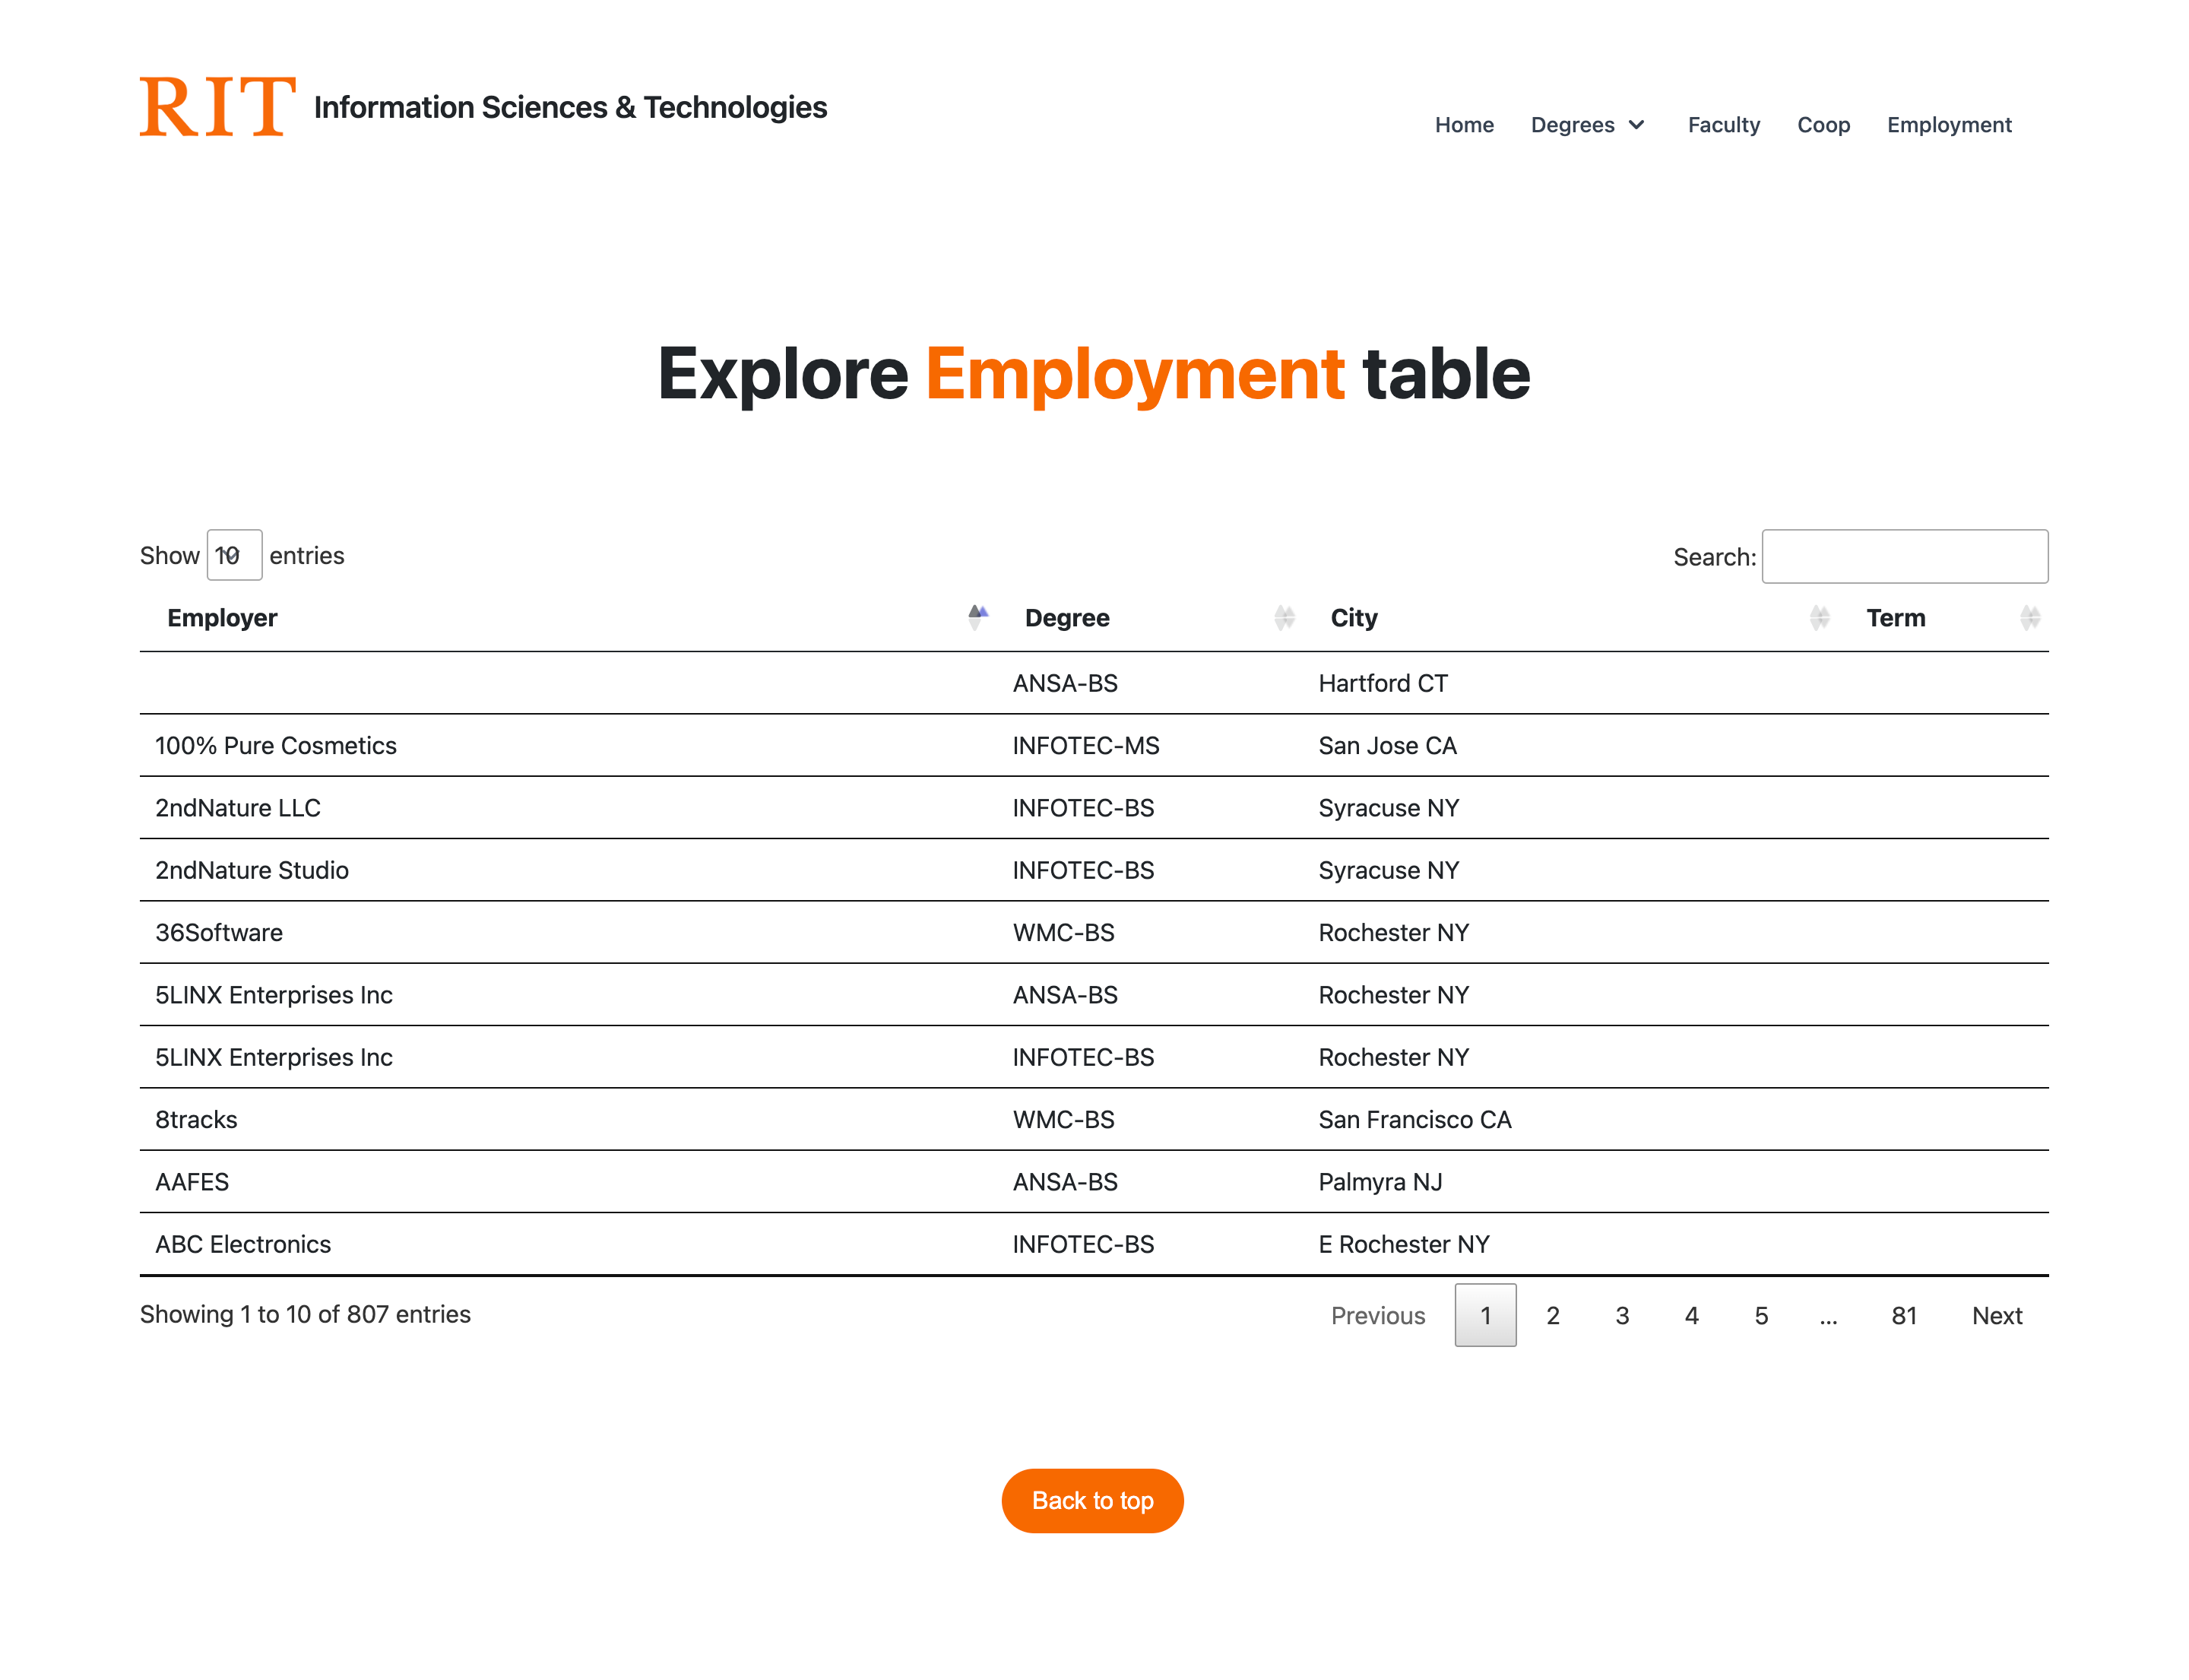 RIT Information Sciences & Technologies
Home Degrees Faculty Coop Employment
Explore Employment table
Show 10 entries Search:
Employer Degree City Term
ANSA-BS Hartford CT
100% Pure Cosmetics INFOTEC-MS San Jose CA
2ndNature LLC INFOTEC-BS Syracuse NY
2ndNature Studio INFOTEC-BS Syracuse NY
36Software WMC-BS Rochester NY
5LINX Enterprises Inc ANSA-BS Rochester NY
5LINX Enterprises Inc INFOTEC-BS Rochester NY
8tracks WMC-BS San Francisco CA
AAFES ANSA-BS Palmyra NJ
ABC Electronics INFOTEC-BS E Rochester NY
Showing 1 to 10 of 807 entries Previous 1 2 3 4 5 ... 81 Next
Back to top